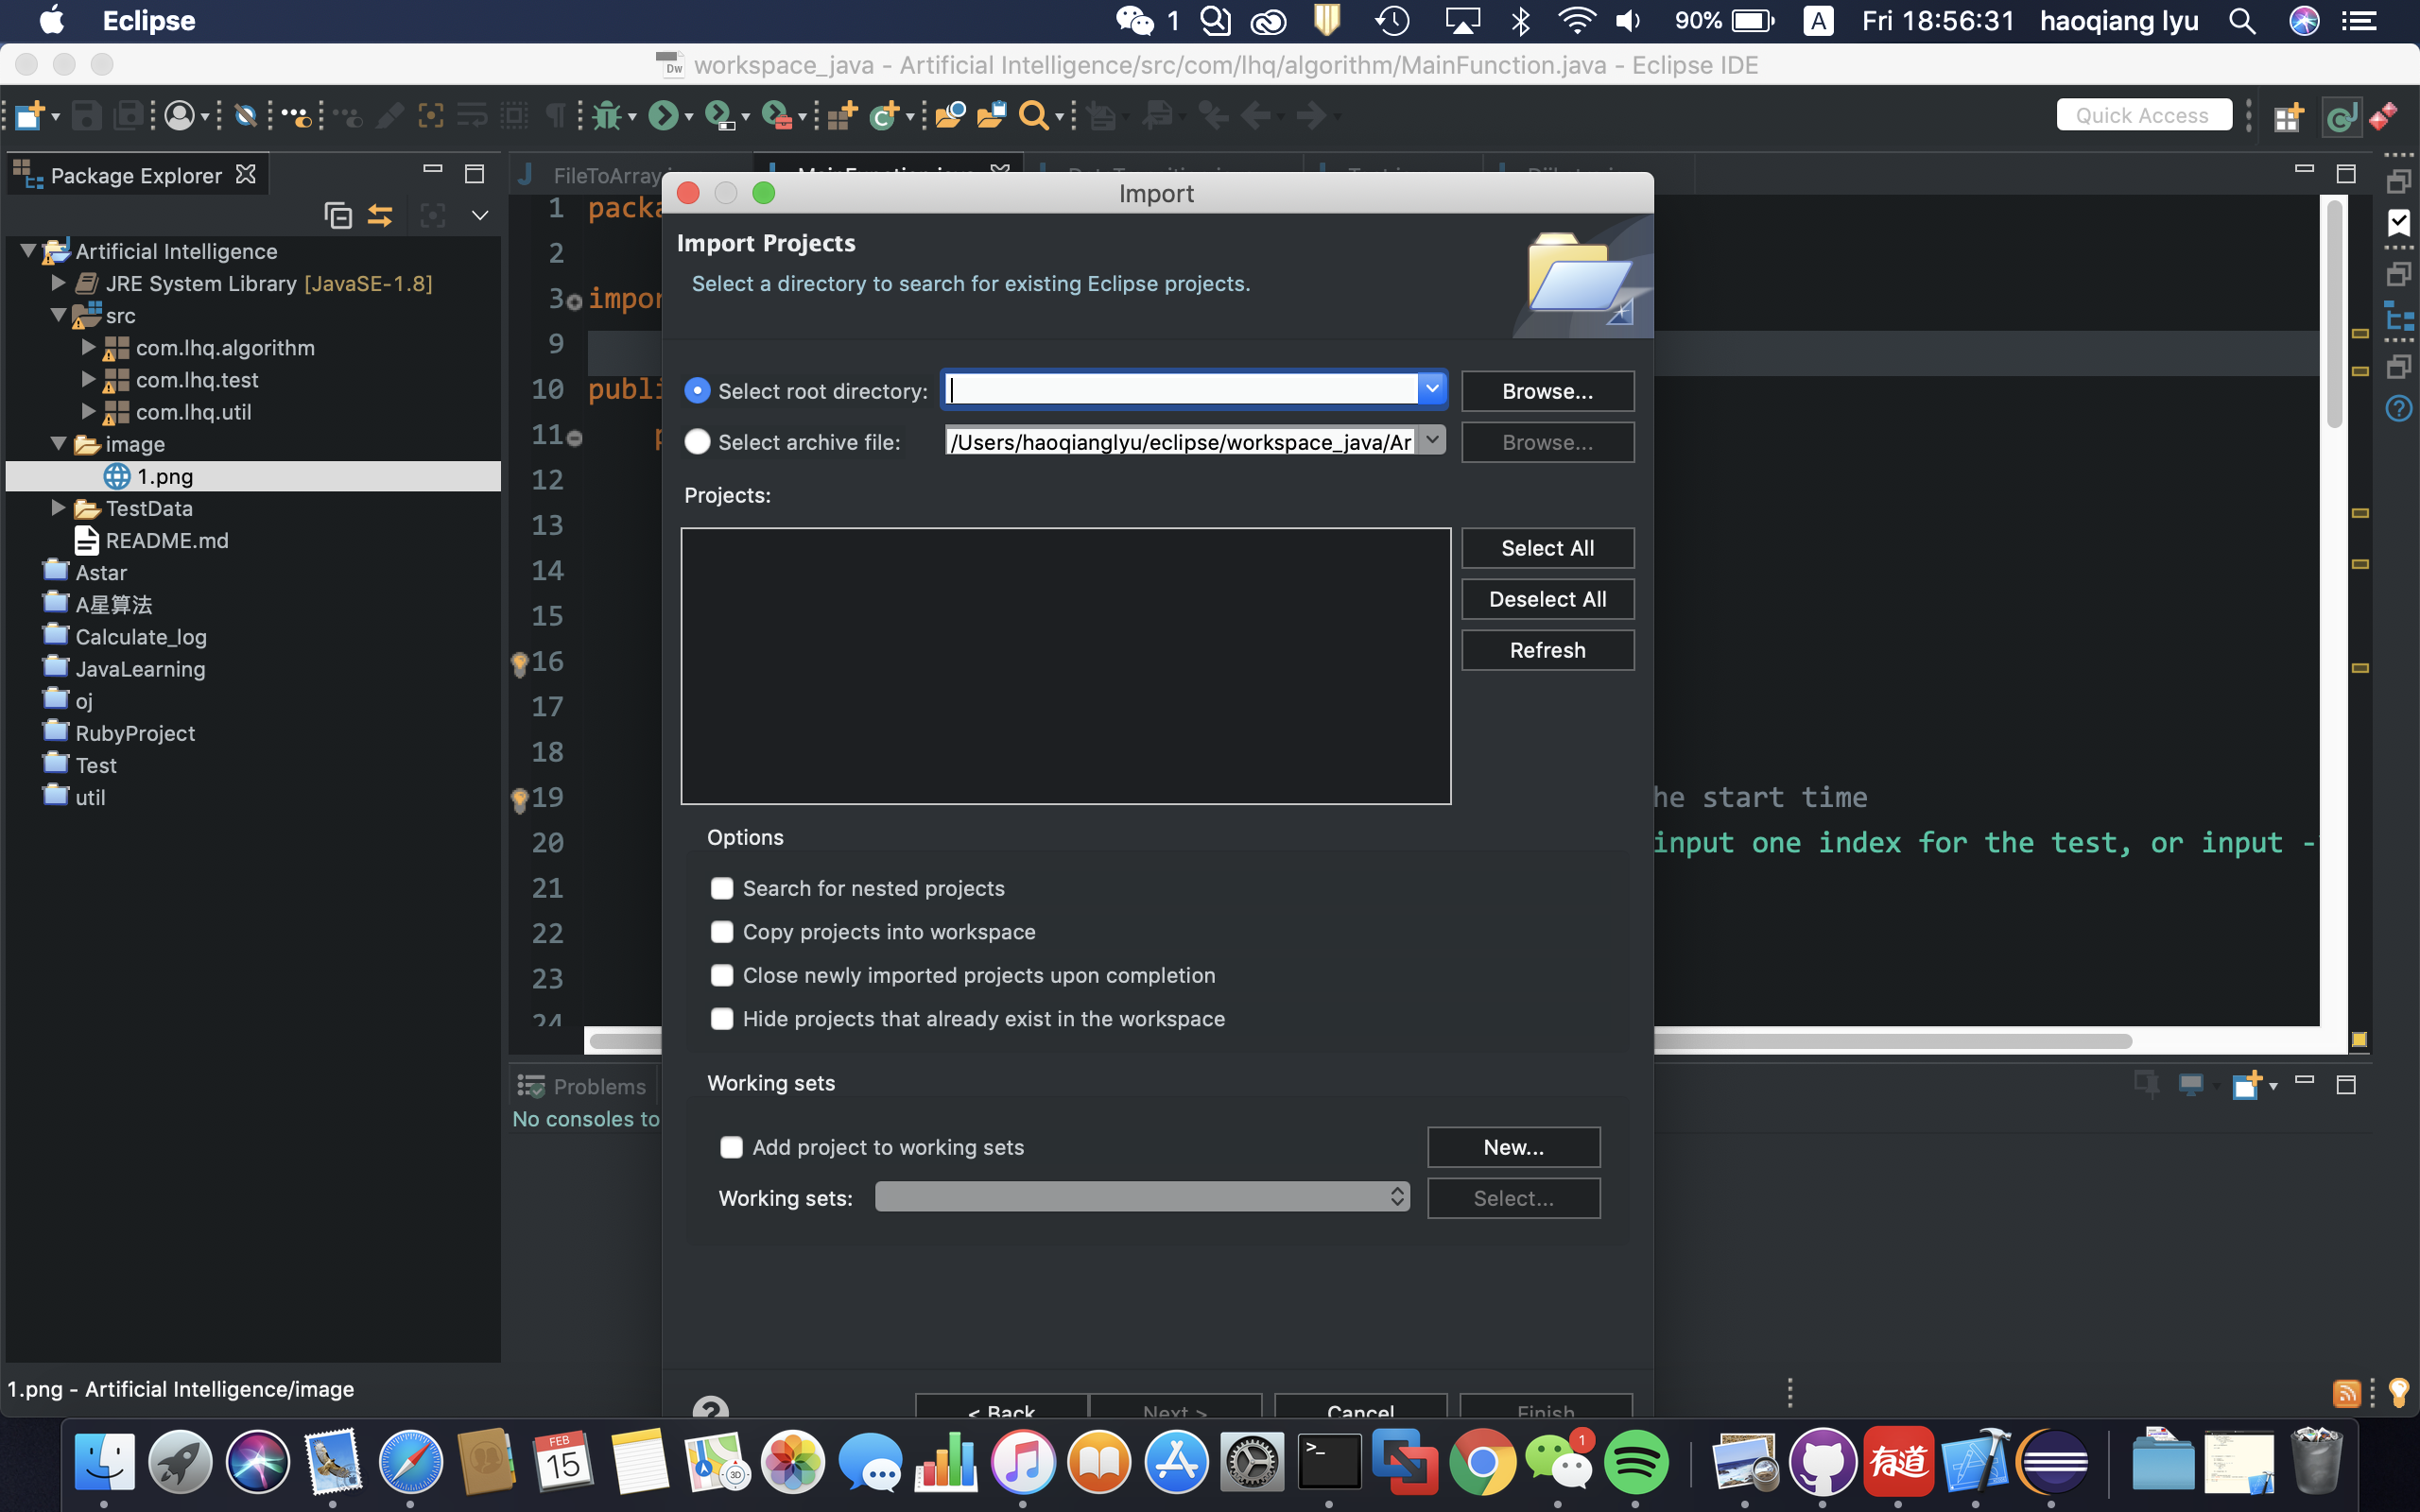 Eclipse
1
90%
A
Fri 18:56:31
haoqiang lyu
Dw
workspace_java - Artificial Intelligence/src/com/lhq/algorithm/MainFunction.java - Eclipse IDE
Quick Access
Package Explorer
FileToArray.j
MainFunction.java
Import
Import Projects
Select a directory to search for existing Eclipse projects.
Select root directory:
Browse...
Select archive file:
/Users/haoqianglyu/eclipse/workspace_java/Ar
Browse...
Projects:
Select All
Deselect All
Refresh
Options
Search for nested projects
Copy projects into workspace
Close newly imported projects upon completion
Hide projects that already exist in the workspace
Working sets
Add project to working sets
New...
Working sets:
Select...
< Back
Next >
Cancel
Finish
Artificial Intelligence
JRE System Library [JavaSE-1.8]
src
com.lhq.algorithm
com.lhq.test
com.lhq.util
image
1.png
TestData
README.md
Astar
A星算法
Calculate_log
JavaLearning
oj
RubyProject
Test
util
1 packa
2
3 impor
9
10 publi
11 p
12
13
14
15
16
17
18
19 he start time
20 input one index for the test, or input -
21
22
23
24
Problems
No consoles to
1.png - Artificial Intelligence/image
FEB
15
3D
>_
1
有道